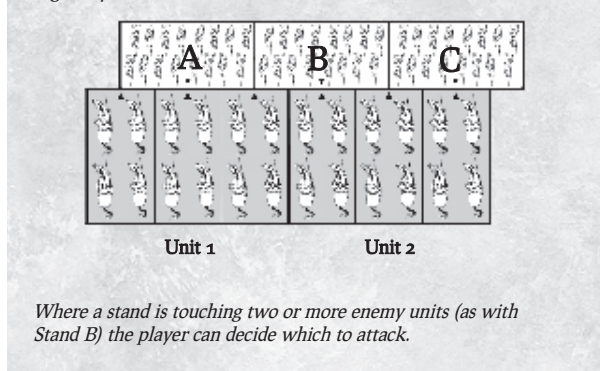 A B C
Unit 1 Unit 2
Where a stand is touching two or more enemy units (as with
Stand B) the player can decide which to attack.